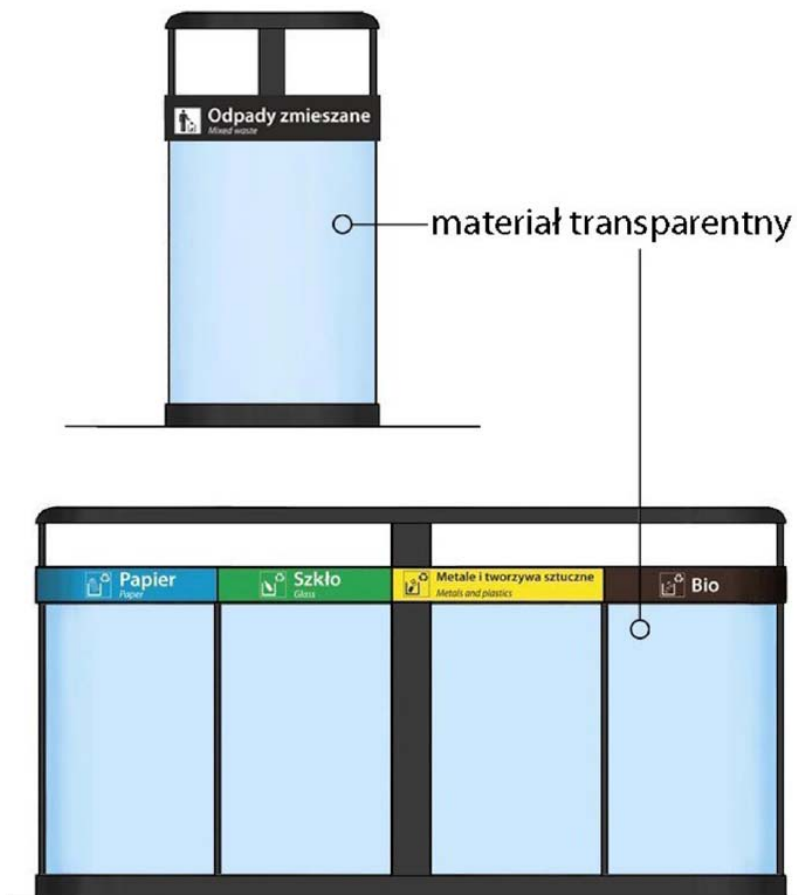 Odpady zmieszane
Mixed waste
materiał transparentny
Papier
Paper
Szkło
Glass
Metale i tworzywa sztuczne
Metals and plastics
Bio